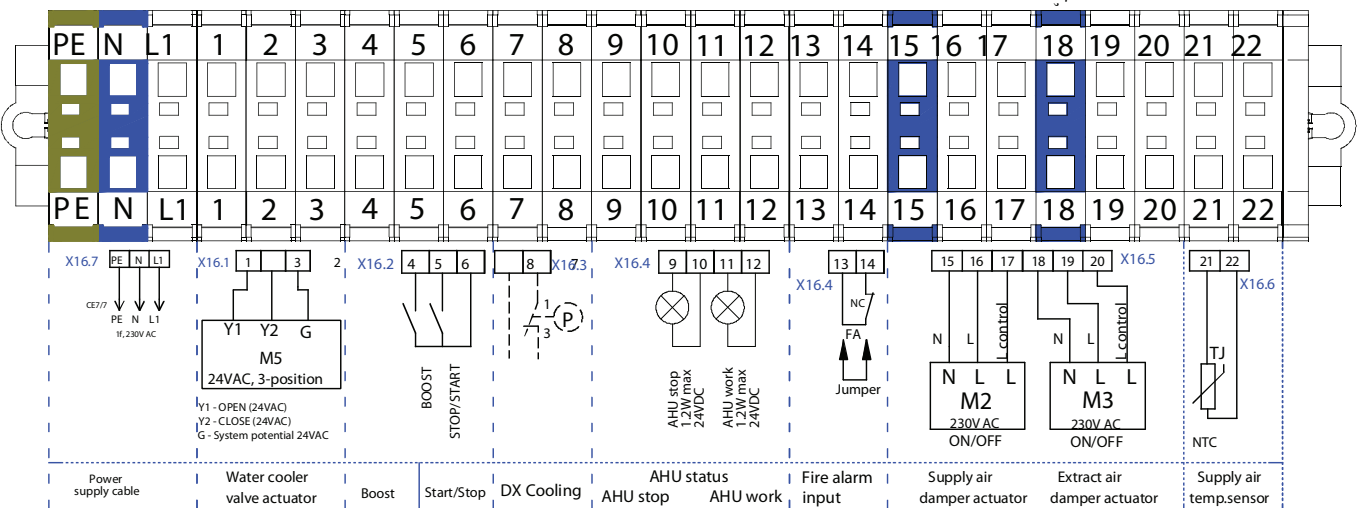 PE N L1 1 2 3 4 5 6 7 8 9 10 11 12 13 14 15 16 17 18 19 20 21 22
PE N L1 1 2 3 4 5 6 7 8 9 10 11 12 13 14 15 16 17 18 19 20 21 22
X16.7 PE N L1
CE7/7
PE N L1
1f, 230V AC
X16.1 1 3 2
Y1 Y2 G
M5
24VAC, 3-position
Y1 - OPEN (24VAC)
Y2 - CLOSE (24VAC)
G - System potential 24VAC
X16.2 4 5 6
BOOST
STOP/START
8 X16.3 7
1
P
3
X16.4 9 10 11 12
AHU stop
1.2W max
24VDC
AHU work
1.2W max
24VDC
13 14
X16.4
NC
FA
Jumper
15 16 17 18 19 20 X16.5
N L L control
N L L
M2
230V AC
ON/OFF
N L L control
N L L
M3
230V AC
ON/OFF
21 22
X16.6
TJ
NTC
Power
supply cable
Water cooler
valve actuator
Boost
Start/Stop
DX Cooling
AHU status
AHU stop AHU work
Fire alarm
input
Supply air
damper actuator
Extract air
damper actuator
Supply air
temp.sensor